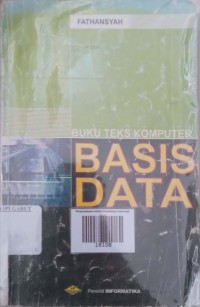 FATHANSYAH
BUKU TEKS KOMPUTER
BASIS
DATA
Penerbit INFORMATIKA